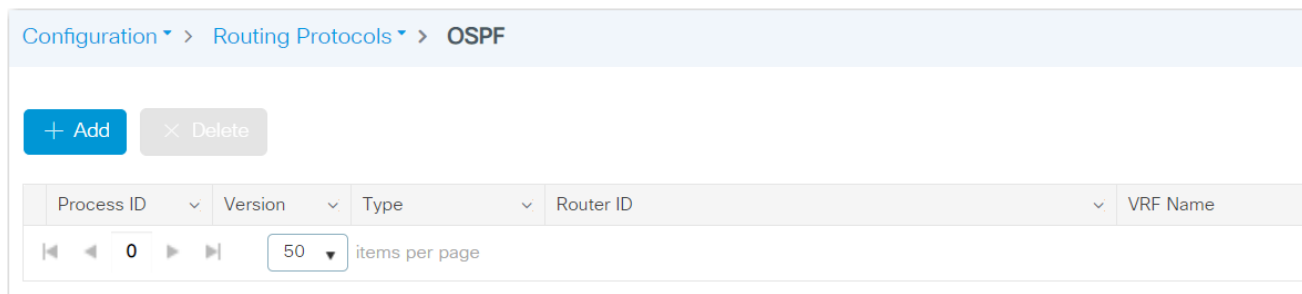 Configuration > Routing Protocols > OSPF
+ Add × Delete
Process ID Version Type Router ID VRF Name
0 50 items per page